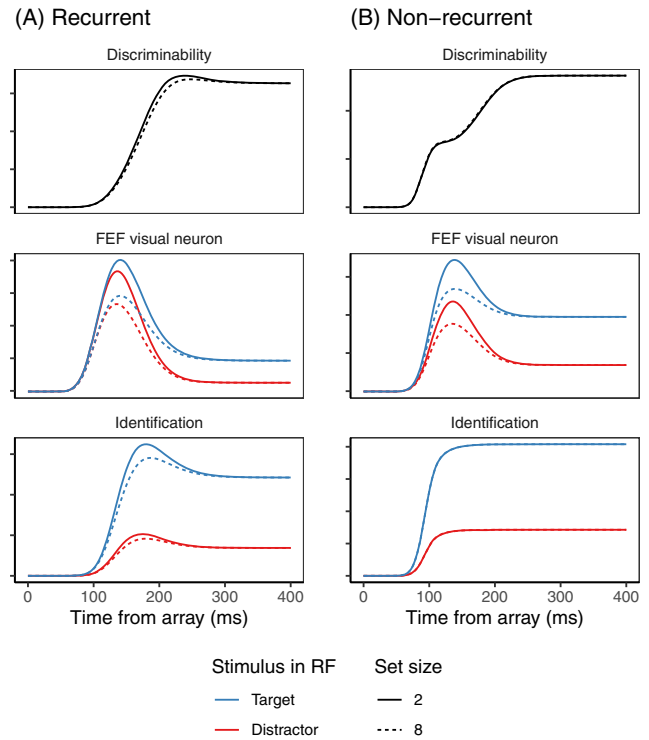 (A) Recurrent
(B) Non−recurrent
Discriminability
Discriminability
FEF visual neuron
FEF visual neuron
Identification
Identification
0 100 200 300 400
0 100 200 300 400
Time from array (ms)
Time from array (ms)
Stimulus in RF
Set size
Target
2
Distractor
8